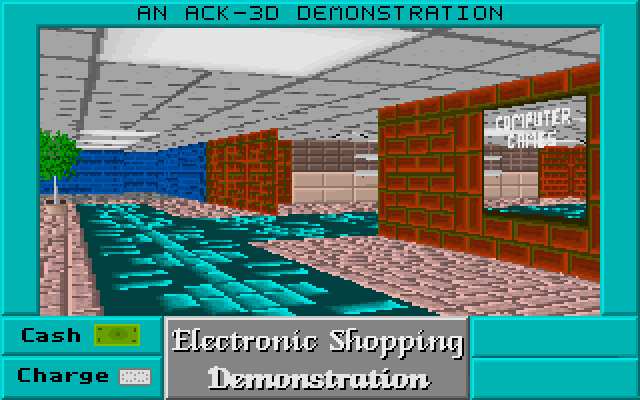 AN ACK-3D DEMONSTRATION
COMPUTER
GAMES
Cash
Charge
Electronic Shopping
Demonstration